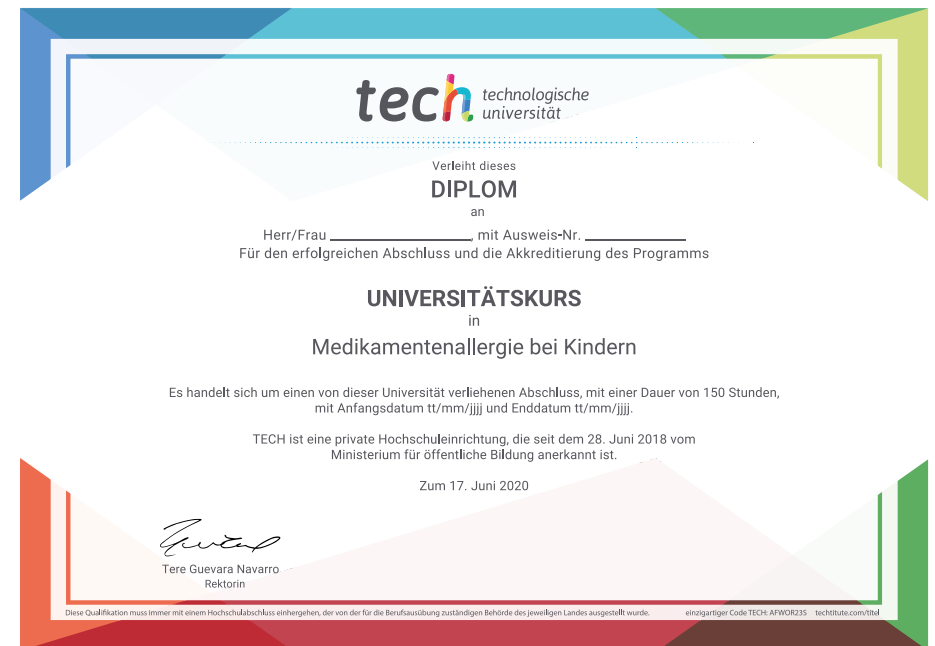 tech technologische
universität
Verleiht dieses
DIPLOM
an
Herr/Frau ____________________, mit Ausweis-Nr. ______________
Für den erfolgreichen Abschluss und die Akkreditierung des Programms
UNIVERSITÄTSKURS
in
Medikamentenallergie bei Kindern
Es handelt sich um einen von dieser Universität verliehenen Abschluss, mit einer Dauer von 150 Stunden,
mit Anfangsdatum tt/mm/jjjj und Enddatum tt/mm/jjjj.
TECH ist eine private Hochschuleinrichtung, die seit dem 28. Juni 2018 vom
Ministerium für öffentliche Bildung anerkannt ist.
Zum 17. Juni 2020
Tere Guevara Navarro
Rektorin
Diese Qualifikation muss immer mit einem Hochschulabschluss einhergehen, der von der für die Berufsausübung zuständigen Behörde des jeweiligen Landes ausgestellt wurde. einzigartiger Code TECH: AFWOR23S techtitute.com/titel